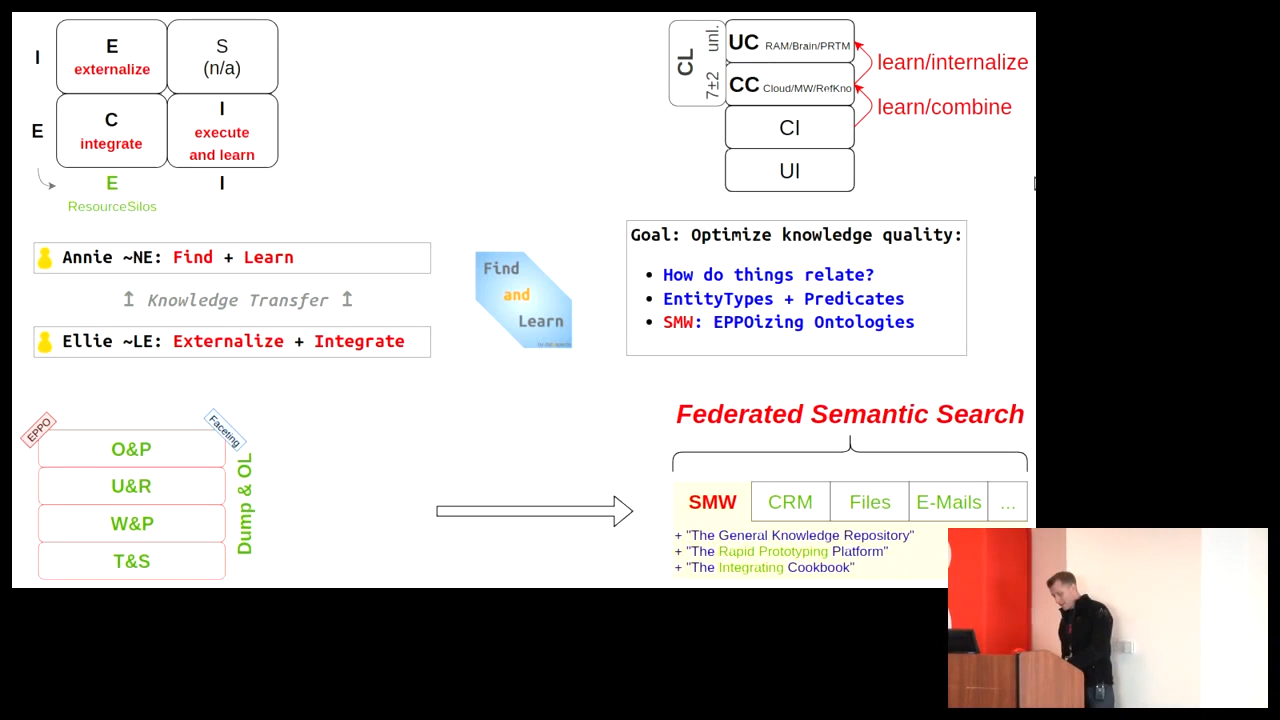 I
E
externalize
S
(n/a)
E
C
integrate
I
execute
and learn
E
I
ResourceSilos
CL
7±2 unl.
UC RAM/Brain/PRTM
CC Cloud/MW/RefKno
CI
UI
learn/internalize
learn/combine
Annie ~NE: Find + Learn
↥ Knowledge Transfer ↥
Ellie ~LE: Externalize + Integrate
Find
and
Learn
Goal: Optimize knowledge quality:
• How do things relate?
• EntityTypes + Predicates
• SMW: EPPOizing Ontologies
EPPO
Faceting
O&P
U&R
W&P
T&S
Dump & OL
Federated Semantic Search
SMW
CRM
Files
E-Mails
...
+ "The General Knowledge Repository"
+ "The Rapid Prototyping Platform"
+ "The Integrating Cookbook"